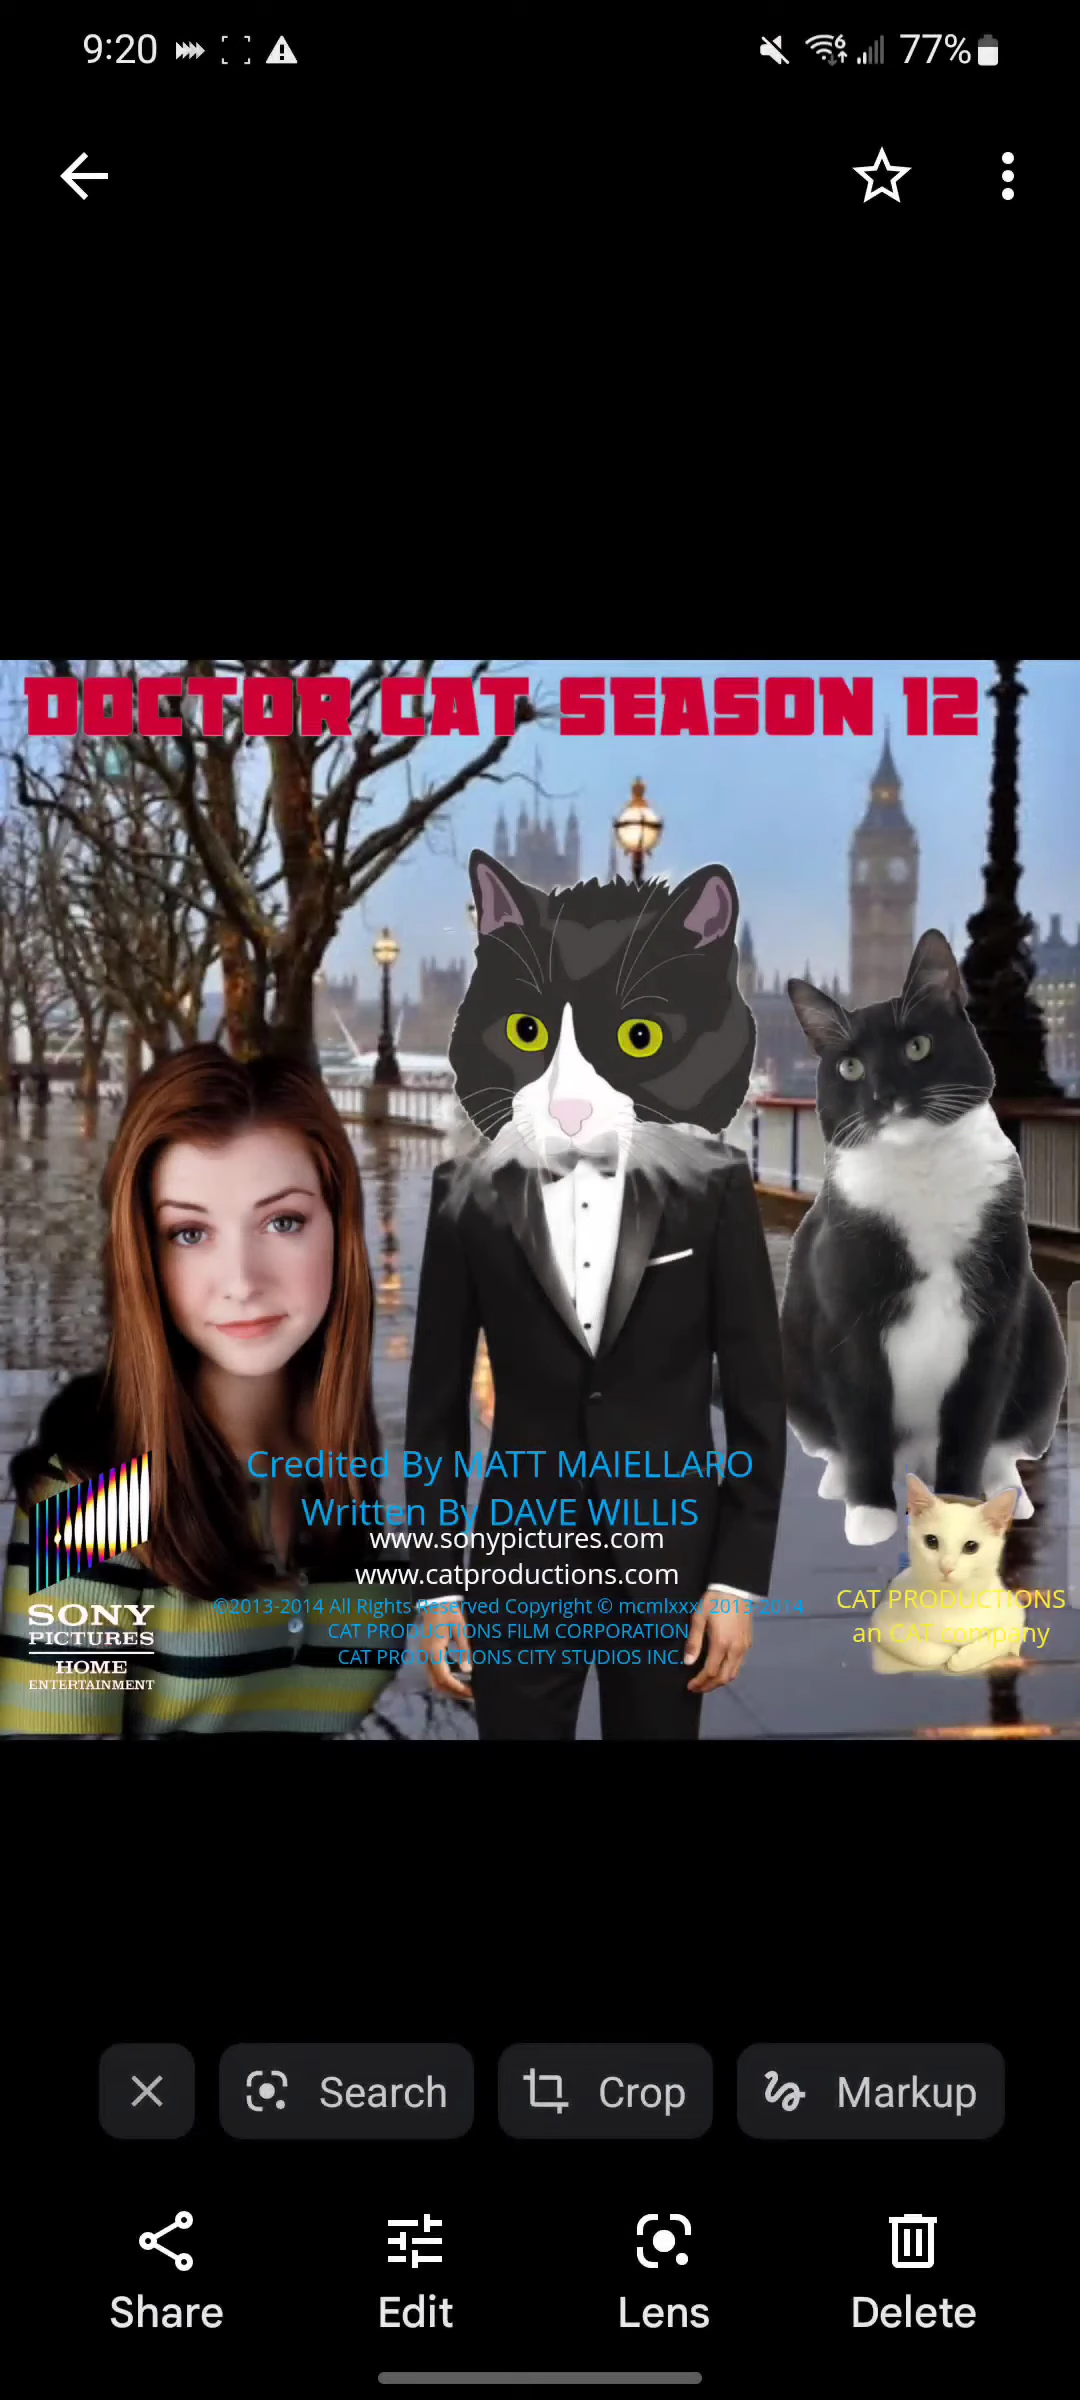 9:20
6 77%
DOCTOR CAT SEASON 12
Credited By MATT MAIELLARO
Written By DAVE WILLIS
www.sonypictures.com
www.catproductions.com
©2013-2014 All Rights Reserved Copyright © mcmlxxxi 2013-2014
CAT PRODUCTIONS FILM CORPORATION
CAT PRODUCTIONS CITY STUDIOS INC.
SONY
PICTURES
HOME
ENTERTAINMENT
CAT PRODUCTIONS
an CAT company
Search Crop Markup
Share Edit Lens Delete